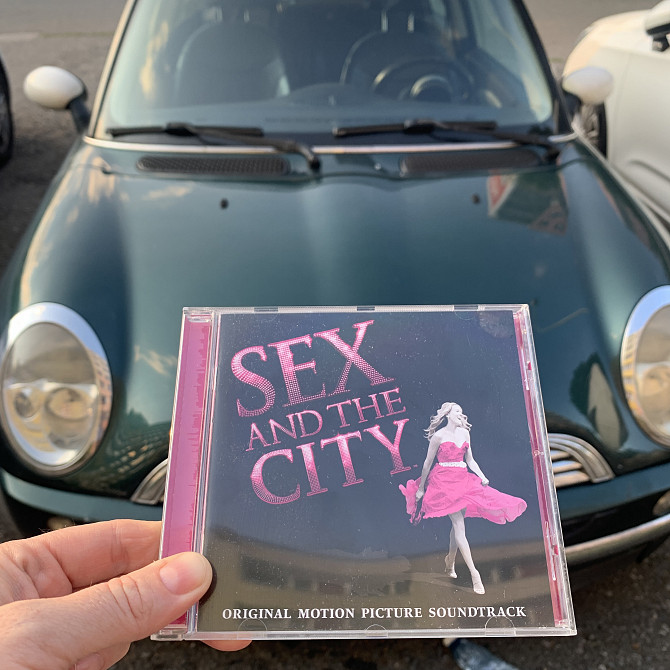 SEX
AND THE
CITY
ORIGINAL MOTION PICTURE SOUNDTRACK